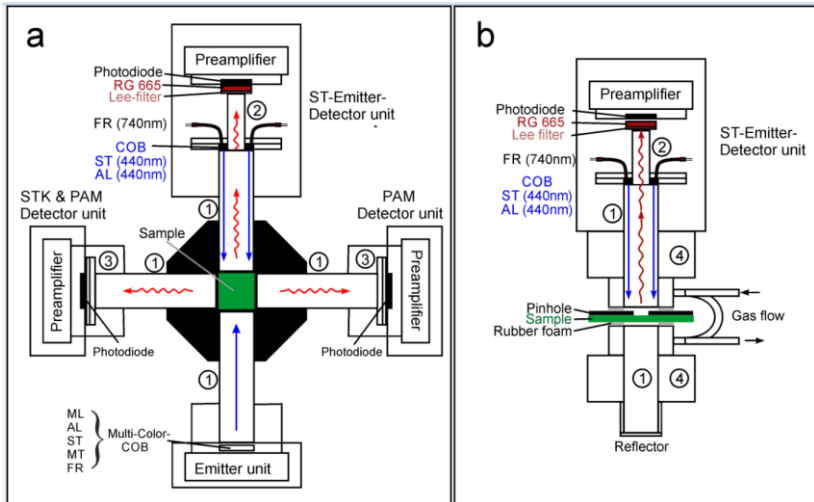 a
Preamplifier
Photodiode
RG 665
Lee-filter
ST-Emitter-
Detector unit
2
FR (740nm)
COB
ST (440nm)
AL (440nm)
STK & PAM
Detector unit
1
Sample
PAM
Detector unit
Preamplifier
3
1
1
3
Preamplifier
Photodiode
Photodiode
1
ML
AL
ST
MT
FR
Multi-Color-
COB
Emitter unit
b
Preamplifier
Photodiode
RG 665
Lee filter
ST-Emitter-
Detector unit
2
FR (740nm)
COB
ST (440nm)
AL (440nm)
1
4
Pinhole
Sample
Rubber foam
Gas flow
1
4
Reflector